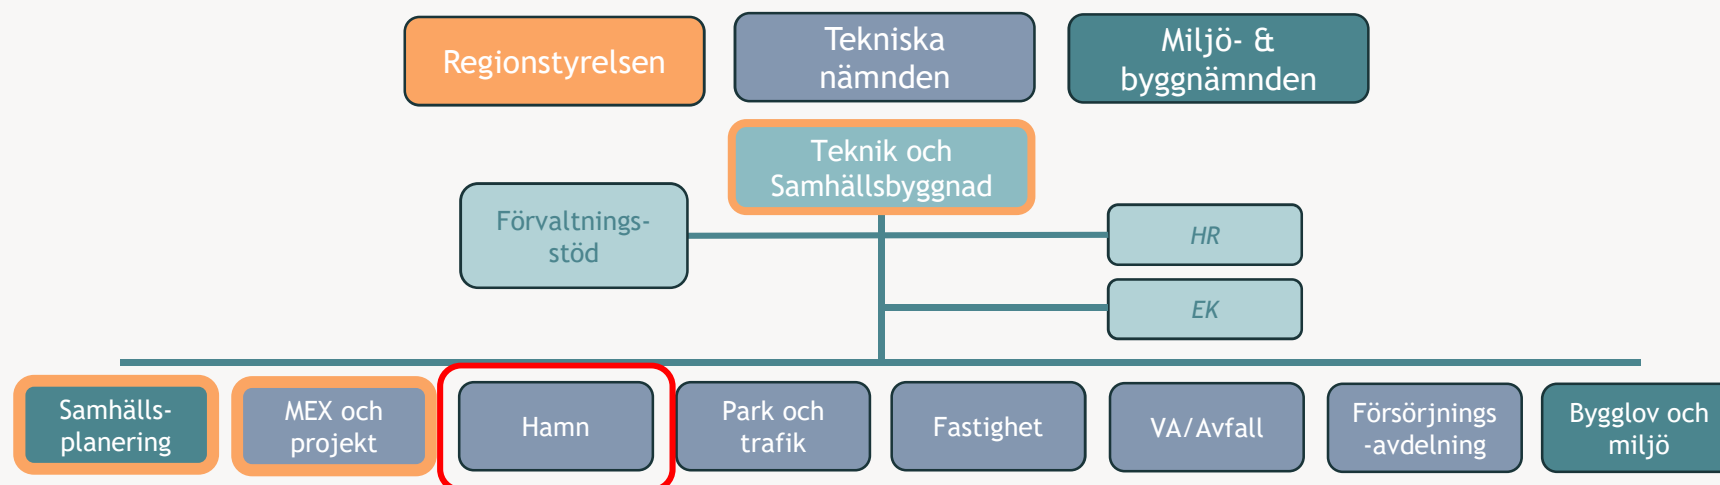 Regionstyrelsen
Tekniska
nämnden
Miljö- &
byggnämnden
Teknik och
Samhällsbyggnad
Förvaltnings-
stöd
HR
EK
Samhälls-
planering
MEX och
projekt
Hamn
Park och
trafik
Fastighet
VA/Avfall
Försörjnings
-avdelning
Bygglov och
miljö